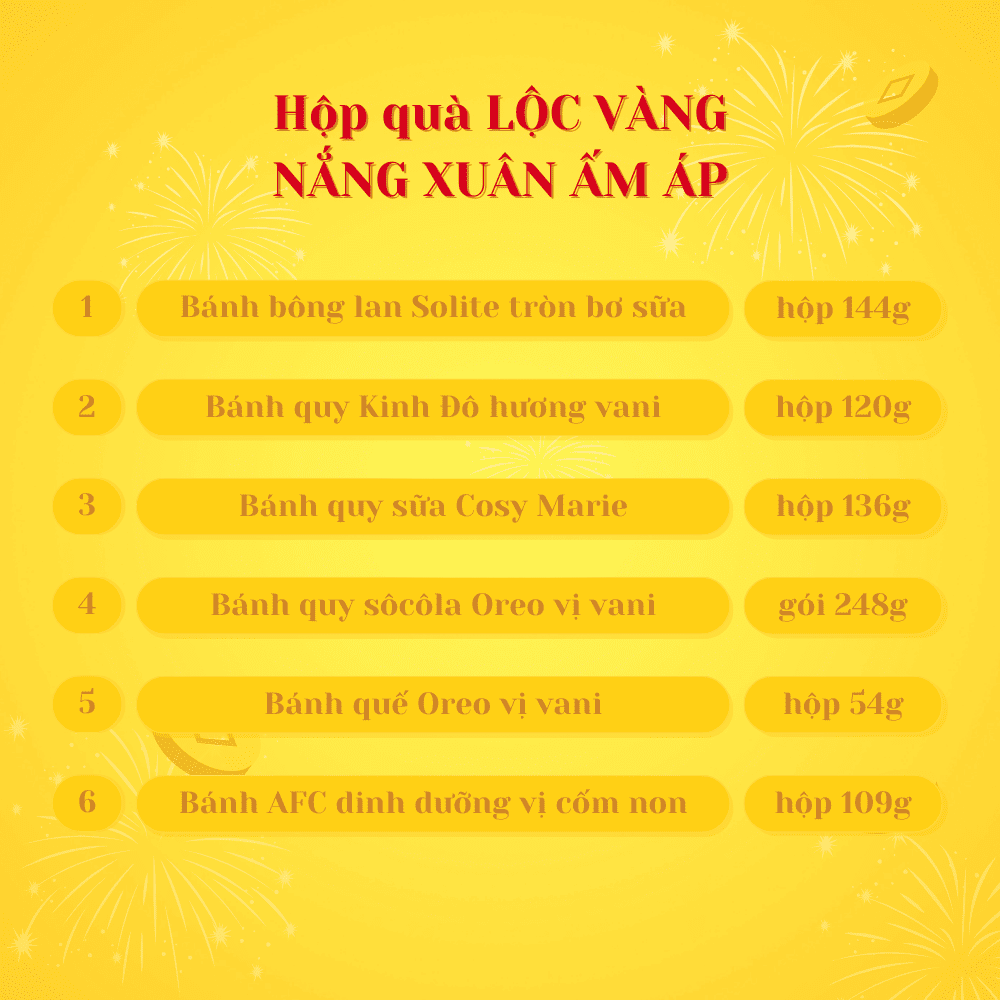 Hộp quà LỘC VÀNG
NẮNG XUÂN ẤM ÁP
1 Bánh bông lan Solite tròn bơ sữa hộp 144g
2 Bánh quy Kinh Đô hương vani hộp 120g
3 Bánh quy sữa Cosy Marie hộp 136g
4 Bánh quy sôcôla Oreo vị vani gói 248g
5 Bánh quế Oreo vị vani hộp 54g
6 Bánh AFC dinh dưỡng vị cốm non hộp 109g